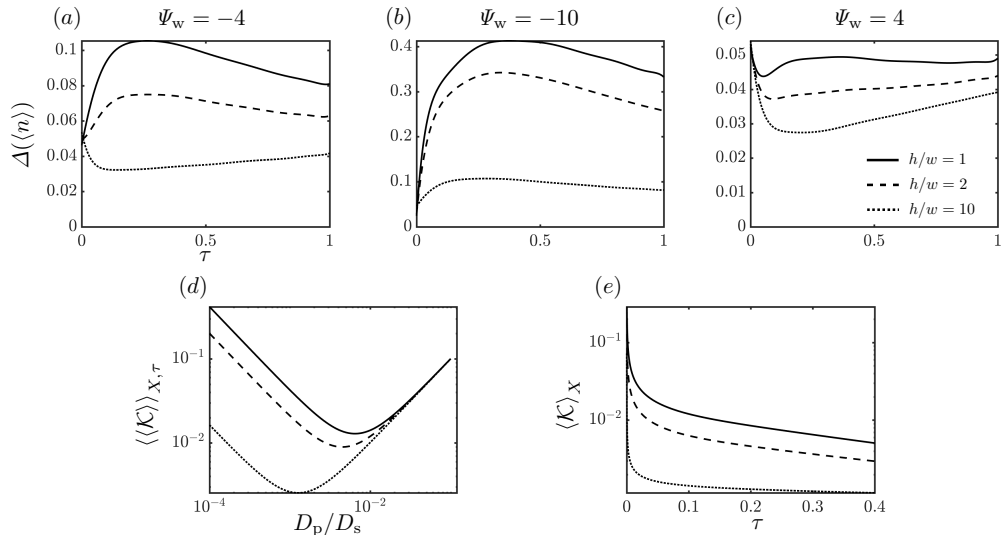 (a) Ψw = −4 (b) Ψw = −10 (c) Ψw = 4
Δ(⟨n⟩)
0.1
0.08
0.06
0.04
0.02
0
0 0.5 1
τ
0.4
0.3
0.2
0.1
0
0 0.5 1
0.05
0.04
0.03
0.02
0.01
0
0 0.5 1
h/w = 1
h/w = 2
h/w = 10
(d) (e)
⟨⟨𝒦⟩⟩X,τ
10⁻¹
10⁻²
10⁻⁴ 10⁻²
Dp/Ds
⟨𝒦⟩X
10⁻¹
10⁻²
0 0.1 0.2 0.3 0.4
τ